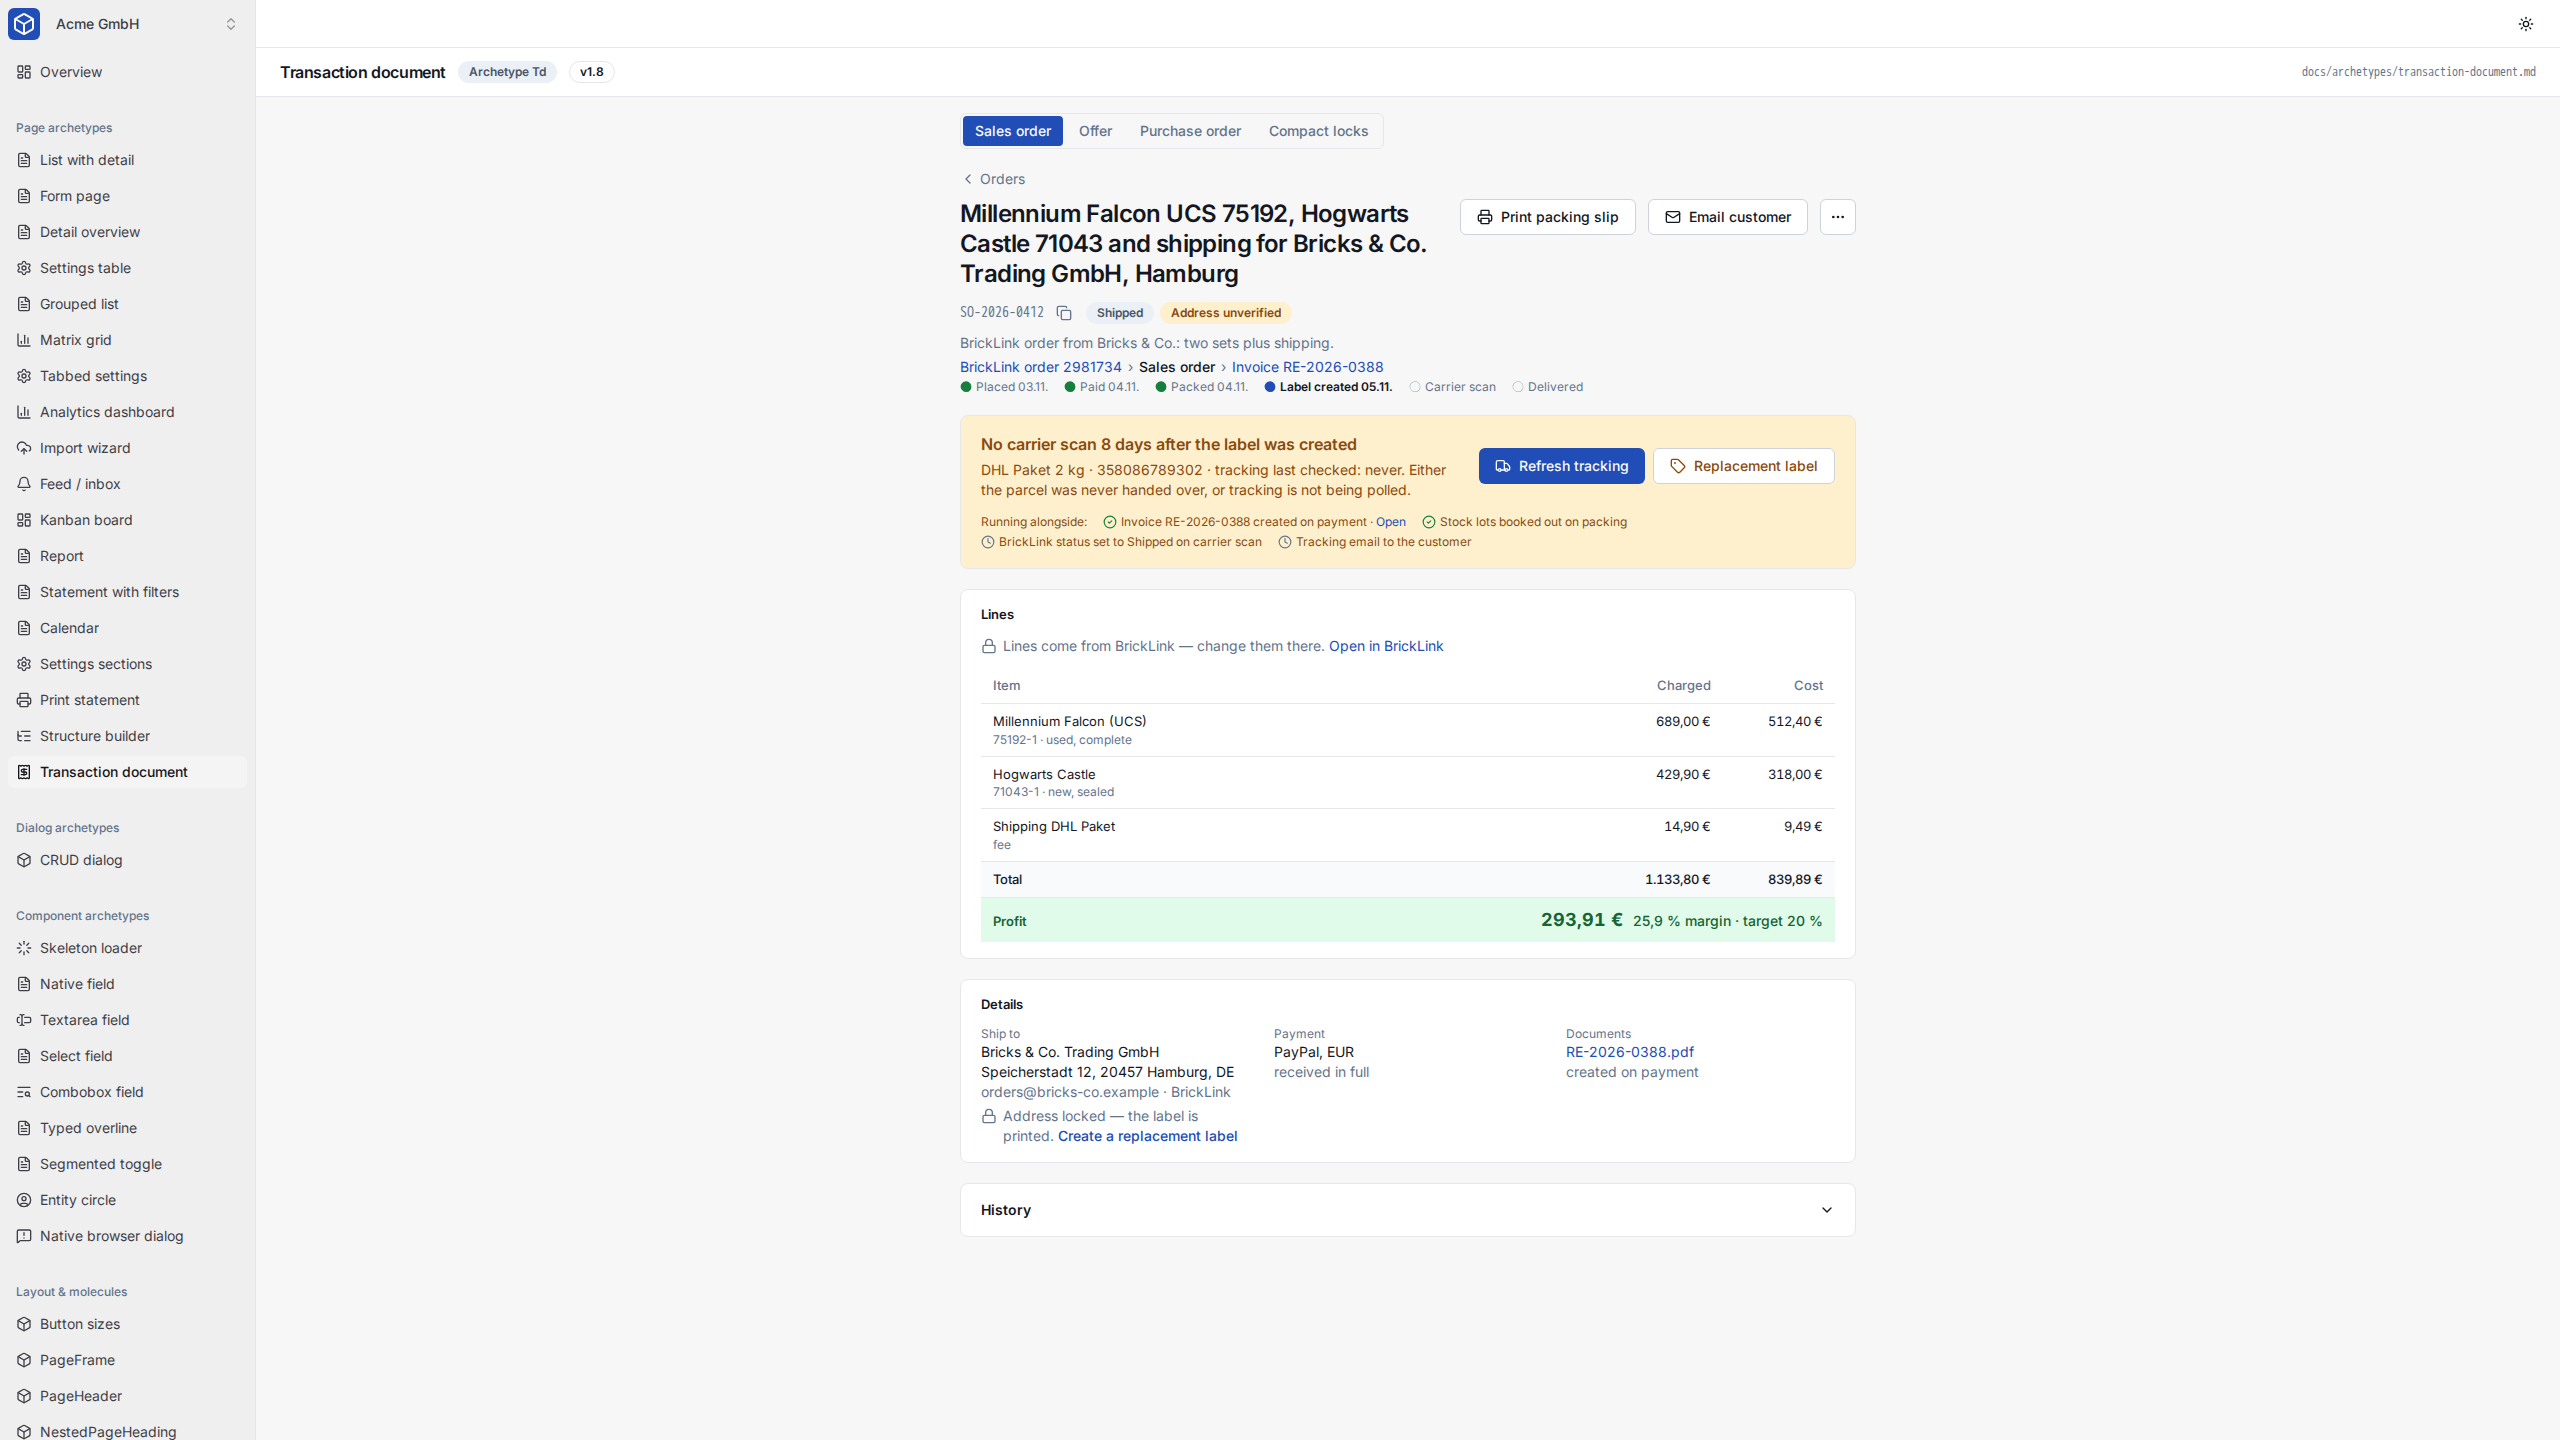 Acme GmbH
Overview
Page archetypes
List with detail
Form page
Detail overview
Settings table
Grouped list
Matrix grid
Tabbed settings
Analytics dashboard
Import wizard
Feed / inbox
Kanban board
Report
Statement with filters
Calendar
Settings sections
Print statement
Structure builder
Transaction document
Dialog archetypes
CRUD dialog
Component archetypes
Skeleton loader
Native field
Textarea field
Select field
Combobox field
Typed overline
Segmented toggle
Entity circle
Native browser dialog
Layout & molecules
Button sizes
PageFrame
PageHeader
NestedPageHeading
Transaction document Archetype Td v1.8 docs/archetypes/transaction-document.md
Sales order Offer Purchase order Compact locks
Orders
Millennium Falcon UCS 75192, Hogwarts
Castle 71043 and shipping for Bricks & Co.
Trading GmbH, Hamburg
Print packing slip Email customer
SO-2026-0412 Shipped Address unverified
BrickLink order from Bricks & Co.: two sets plus shipping.
BrickLink order 2981734 › Sales order › Invoice RE-2026-0388
Placed 03.11. Paid 04.11. Packed 04.11. Label created 05.11. Carrier scan Delivered
No carrier scan 8 days after the label was created
DHL Paket 2 kg · 358086789302 · tracking last checked: never. Either
the parcel was never handed over, or tracking is not being polled.
Refresh tracking Replacement label
Running alongside: Invoice RE-2026-0388 created on payment · Open Stock lots booked out on packing
BrickLink status set to Shipped on carrier scan Tracking email to the customer
Lines
Lines come from BrickLink — change them there. Open in BrickLink
Item Charged Cost
Millennium Falcon (UCS) 689,00 € 512,40 €
75192-1 · used, complete
Hogwarts Castle 429,90 € 318,00 €
71043-1 · new, sealed
Shipping DHL Paket 14,90 € 9,49 €
fee
Total 1.133,80 € 839,89 €
Profit 293,91 € 25,9 % margin · target 20 %
Details
Ship to
Bricks & Co. Trading GmbH
Speicherstadt 12, 20457 Hamburg, DE
orders@bricks-co.example · BrickLink
Address locked — the label is
printed. Create a replacement label
Payment
PayPal, EUR
received in full
Documents
RE-2026-0388.pdf
created on payment
History